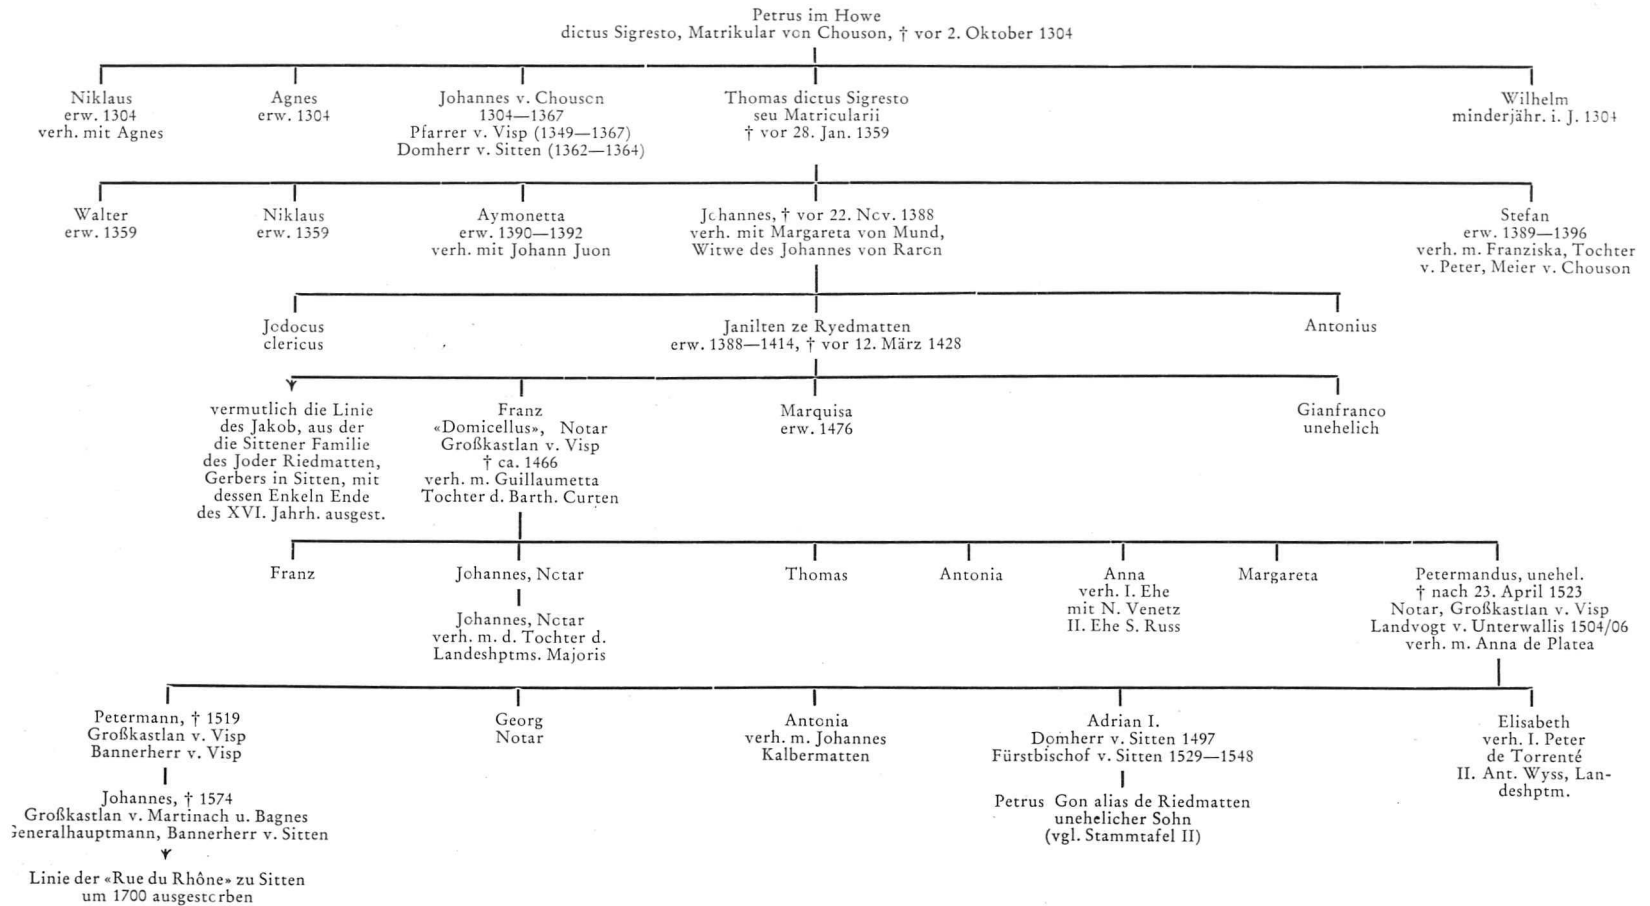 Petrus im Howe
dictus Sigresto, Matrikular von Chouson, † vor 2. Oktober 1304
Niklaus
erw. 1304
verh. mit Agnes
Agnes
erw. 1304
Johannes v. Chouson
1304—1367
Pfarrer v. Visp (1349—1367)
Domherr v. Sitten (1362—1364)
Thomas dictus Sigresto
seu Matricularii
† vor 28. Jan. 1359
Wilhelm
minderjähr. i. J. 1304
Walter
erw. 1359
Niklaus
erw. 1359
Aymonetta
erw. 1390—1392
verh. mit Johann Juon
Johannes, † vor 22. Nov. 1388
verh. mit Margareta von Mund,
Witwe des Johannes von Raron
Stefan
erw. 1389—1396
verh. m. Franziska, Tochter
v. Peter, Meier v. Chouson
Jodocus
clericus
Janilten ze Ryedmatten
erw. 1388—1414, † vor 12. März 1428
Antonius
vermutlich die Linie
des Jakob, aus der
die Sittener Familie
des Joder Riedmatten,
Gerbers in Sitten, mit
dessen Enkeln Ende
des XVI. Jahrh. ausgest.
Franz
«Domicellus», Notar
Großkastlan v. Visp
† ca. 1466
verh. m. Guillaumetta
Tochter d. Barth. Curten
Marquisa
erw. 1476
Gianfranco
unehelich
Franz
Johannes, Notar
Johannes, Notar
verh. m. d. Tochter d.
Landeshptms. Majoris
Thomas
Antonia
Anna
verh. I. Ehe
mit N. Venetz
II. Ehe S. Russ
Margareta
Petermandus, unehel.
† nach 23. April 1523
Notar, Großkastlan v. Visp
Landvogt v. Unterwallis 1504/06
verh. m. Anna de Platea
Petermann, † 1519
Großkastlan v. Visp
Bannerherr v. Visp
Johannes, † 1574
Großkastlan v. Martinach u. Bagnes
Generalhauptmann, Bannerherr v. Sitten
Linie der «Rue du Rhône» zu Sitten
um 1700 ausgestorben
Georg
Notar
Antonia
verh. m. Johannes
Kalbermatten
Adrian I.
Domherr v. Sitten 1497
Fürstbischof v. Sitten 1529—1548
Petrus Gon alias de Riedmatten
unehelicher Sohn
(vgl. Stammtafel II)
Elisabeth
verh. I. Peter
de Torrenté
II. Ant. Wyss, Lan-
deshptm.